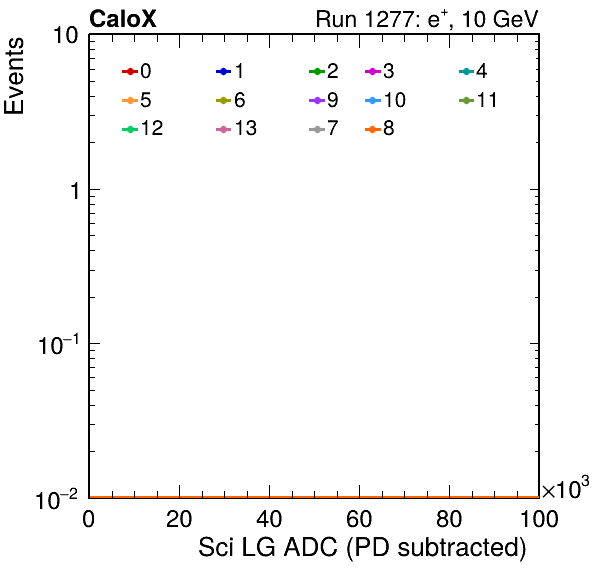 CaloX Run 1277: e⁺, 10 GeV
Events
10
1
10⁻¹
10⁻²
0 1 2 3 4
5 6 9 10 11
12 13 7 8
0 20 40 60 80 100
×10³
Sci LG ADC (PD subtracted)